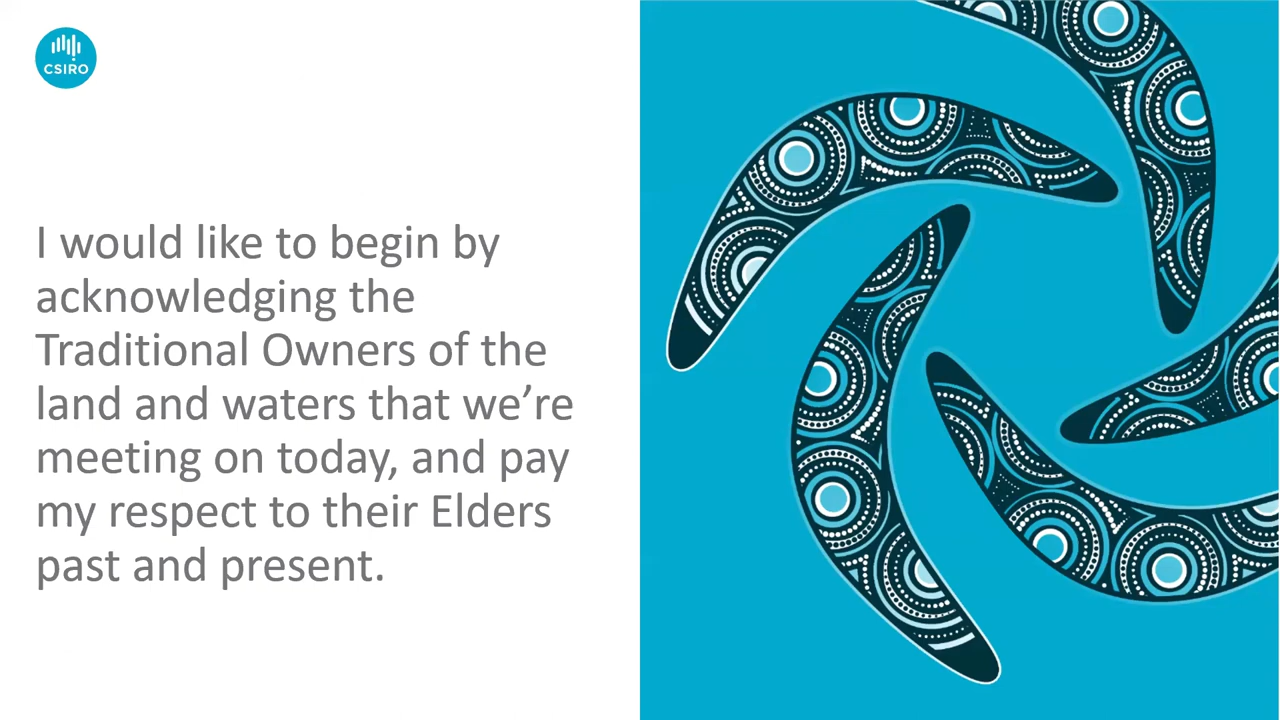 CSIRO
I would like to begin by
acknowledging the
Traditional Owners of the
land and waters that we’re
meeting on today, and pay
my respect to their Elders
past and present.